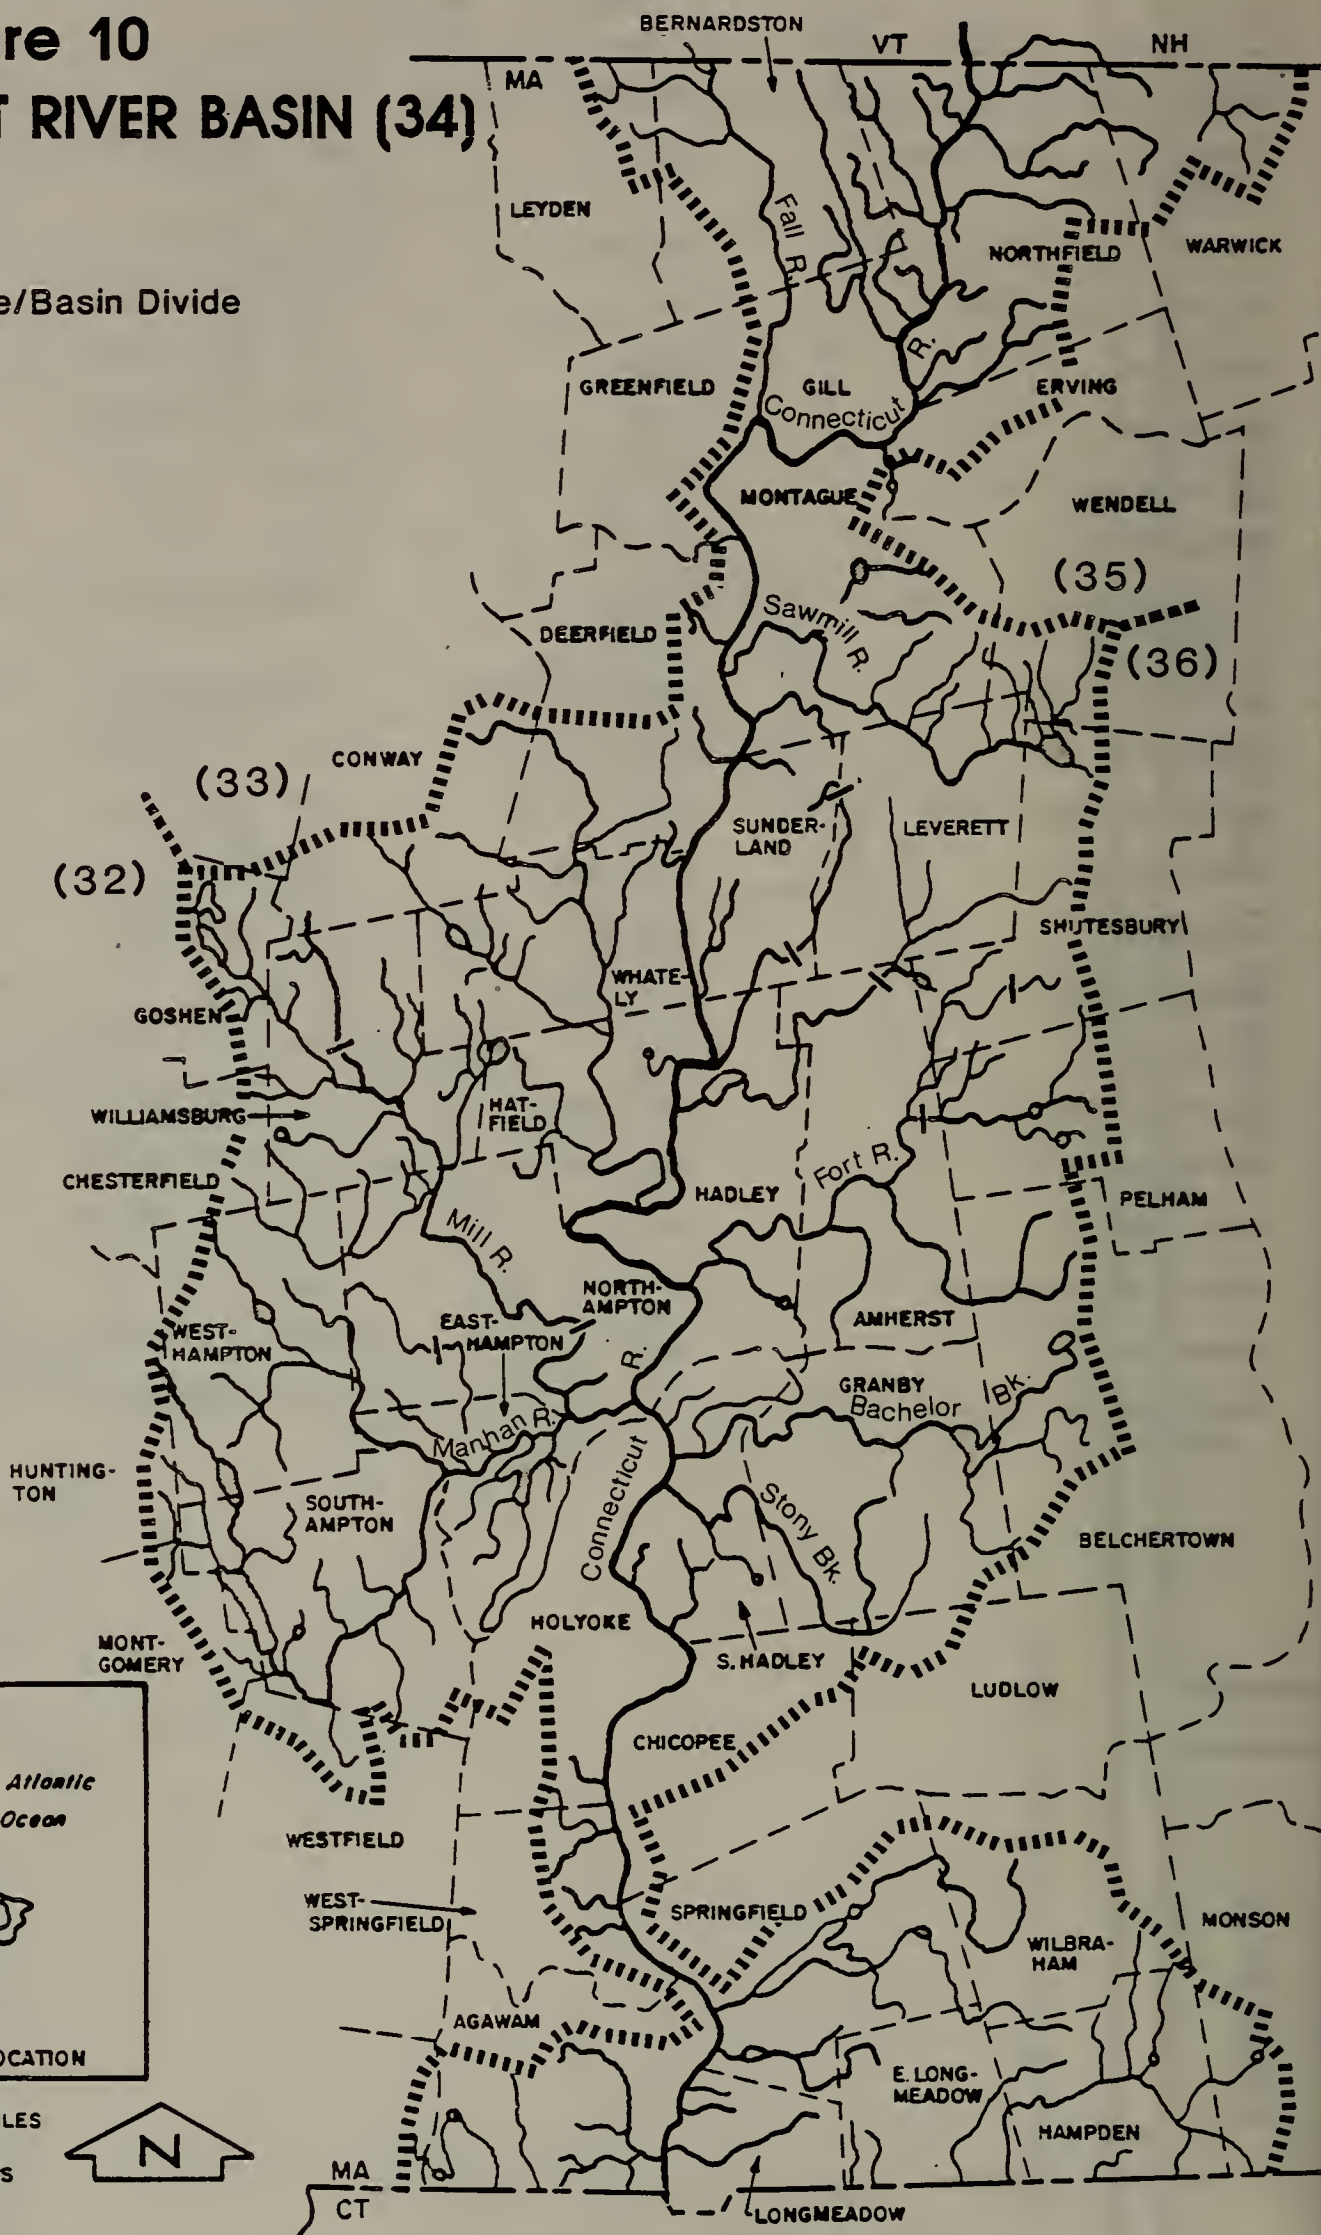 re 10
T RIVER BASIN (34)
e/Basin Divide
BERNARDSTON
VT
NH
MA
LEYDEN
Fall R.
NORTHFIELD
WARWICK
R.
GREENFIELD
GILL
ERVING
Connecticut
MONTAGUE
WENDELL
(35)
Sawmill R.
DEERFIELD
(36)
CONWAY
(33)
SUNDER-
LAND
LEVERETT
(32)
SHUTESBURY
WHATE-
LY
GOSHEN
WILLIAMSBURG
HAT-
FIELD
CHESTERFIELD
Fort R.
HADLEY
PELHAM
Mill R.
NORTH-
AMPTON
EAST-
HAMPTON
AMHERST
WEST-
HAMPTON
R.
GRANBY
Bachelor Bk.
Manhan R.
HUNTING-
TON
Connecticut
SOUTH-
AMPTON
Stony Bk.
BELCHERTOWN
HOLYOKE
MONT-
GOMERY
S. HADLEY
LUDLOW
CHICOPEE
Atlantic
Ocean
WESTFIELD
WEST-
SPRINGFIELD
SPRINGFIELD
MONSON
WILBRA-
HAM
AGAWAM
OCATION
E. LONG-
MEADOW
LES
HAMPDEN
N
S
MA
CT
LONGMEADOW